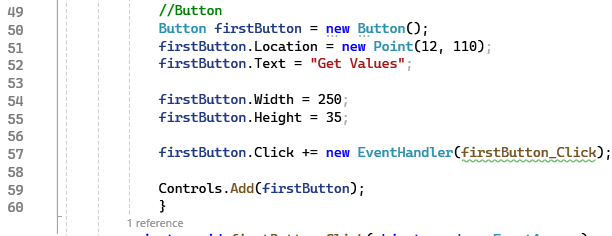 49 //Button
50 Button firstButton = new Button();
51 firstButton.Location = new Point(12, 110);
52 firstButton.Text = "Get Values";
53
54 firstButton.Width = 250;
55 firstButton.Height = 35;
56
57 firstButton.Click += new EventHandler(firstButton_Click);
58
59 Controls.Add(firstButton);
60 }
1 reference